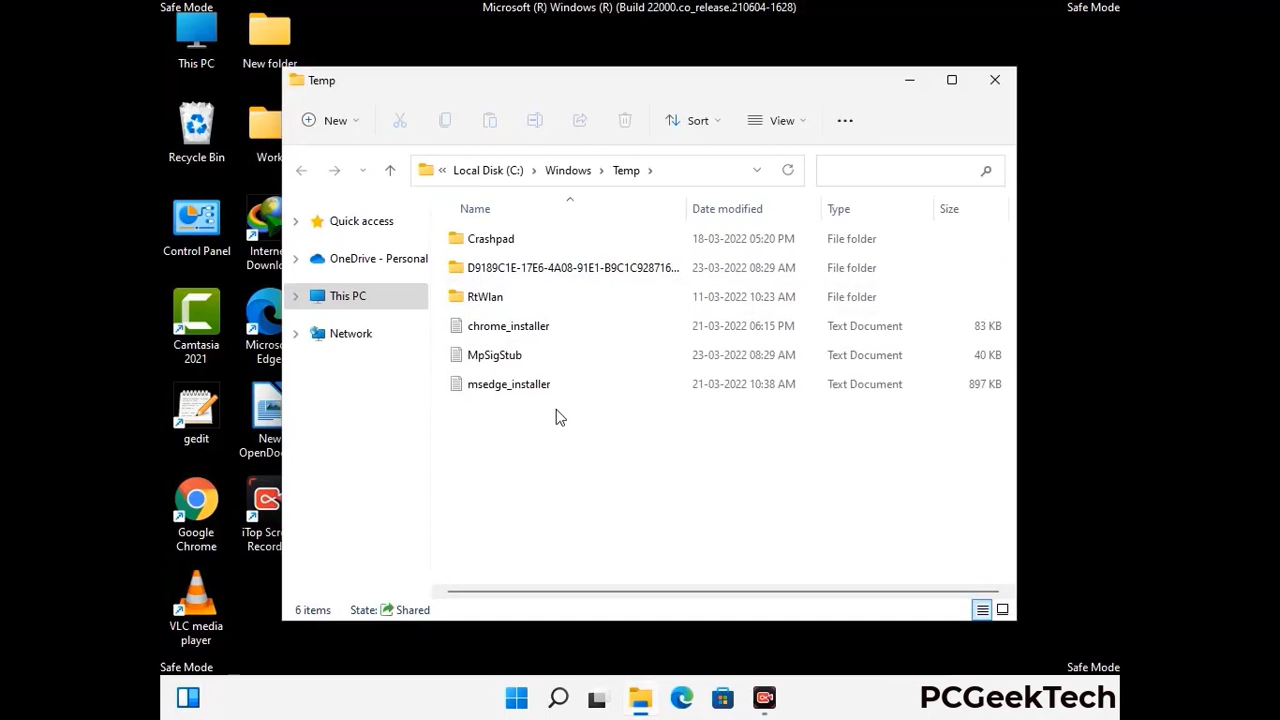 Safe Mode
Microsoft (R) Windows (R) (Build 22000.co_release.210604-1628)
Safe Mode
This PC
New folder
Recycle Bin
Work
Control Panel
Interne
Downlo
Camtasia
2021
Micros
Edge
gedit
New
OpenDo
Google
Chrome
iTop Scr
Record
VLC media
player
Temp
New
Sort
View
Local Disk (C:)
Windows
Temp
Quick access
OneDrive - Personal
This PC
Network
Name Date modified Type Size
Crashpad 18-03-2022 05:20 PM File folder
D9189C1E-17E6-4A08-91E1-B9C1C928716... 23-03-2022 08:29 AM File folder
RtWlan 11-03-2022 10:23 AM File folder
chrome_installer 21-03-2022 06:15 PM Text Document 83 KB
MpSigStub 23-03-2022 08:29 AM Text Document 40 KB
msedge_installer 21-03-2022 10:38 AM Text Document 897 KB
6 items State: Shared
Safe Mode
Safe Mode
PCGeekTech